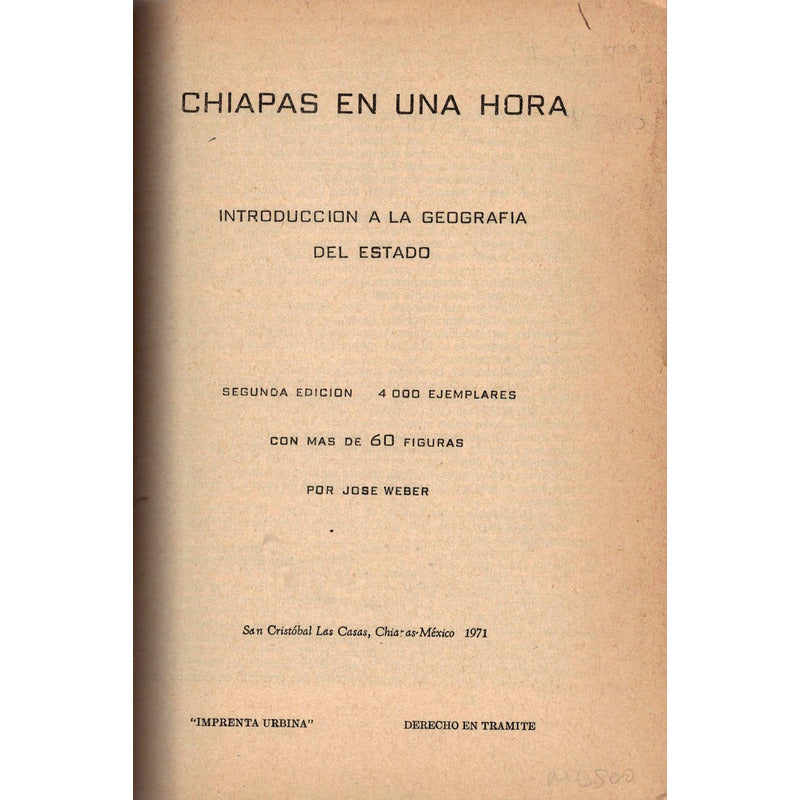 CHIAPAS EN UNA HORA
INTRODUCCION A LA GEOGRAFIA
DEL ESTADO
SEGUNDA EDICION 4 000 EJEMPLARES
CON MAS DE 60 FIGURAS
POR JOSE WEBER
San Cristóbal Las Casas, Chiapas-México 1971
"IMPRENTA URBINA" DERECHO EN TRAMITE